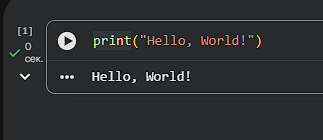 [1]
0
сек.
print("Hello, World!")
Hello, World!